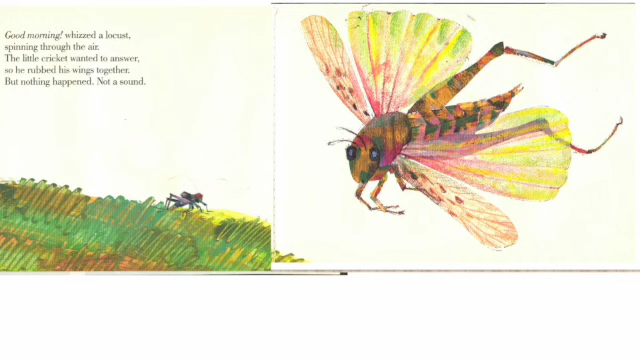 Good morning! whizzed a locust,
spinning through the air.
The little cricket wanted to answer,
so he rubbed his wings together.
But nothing happened. Not a sound.